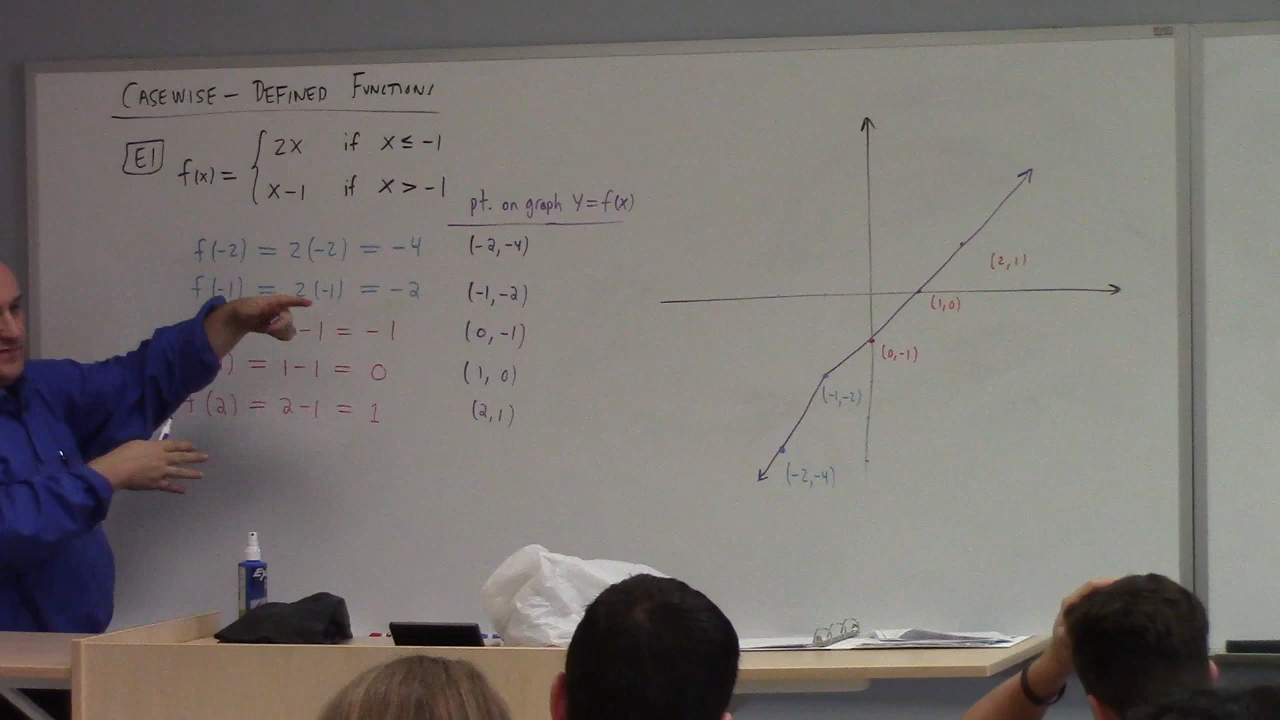 CASEWISE - DEFINED FUNCTIONS
E1
f(x) = { 2x if x ≤ -1
x-1 if x > -1
pt. on graph Y=f(x)
f(-2) = 2(-2) = -4 (-2,-4)
f(-1) = 2(-1) = -2 (-1,-2)
-1 = -1 (0,-1)
) = 1-1 = 0 (1,0)
f(2) = 2-1 = 1 (2,1)
(2,1)
(1,0)
(0,-1)
(-1,-2)
(-2,-4)